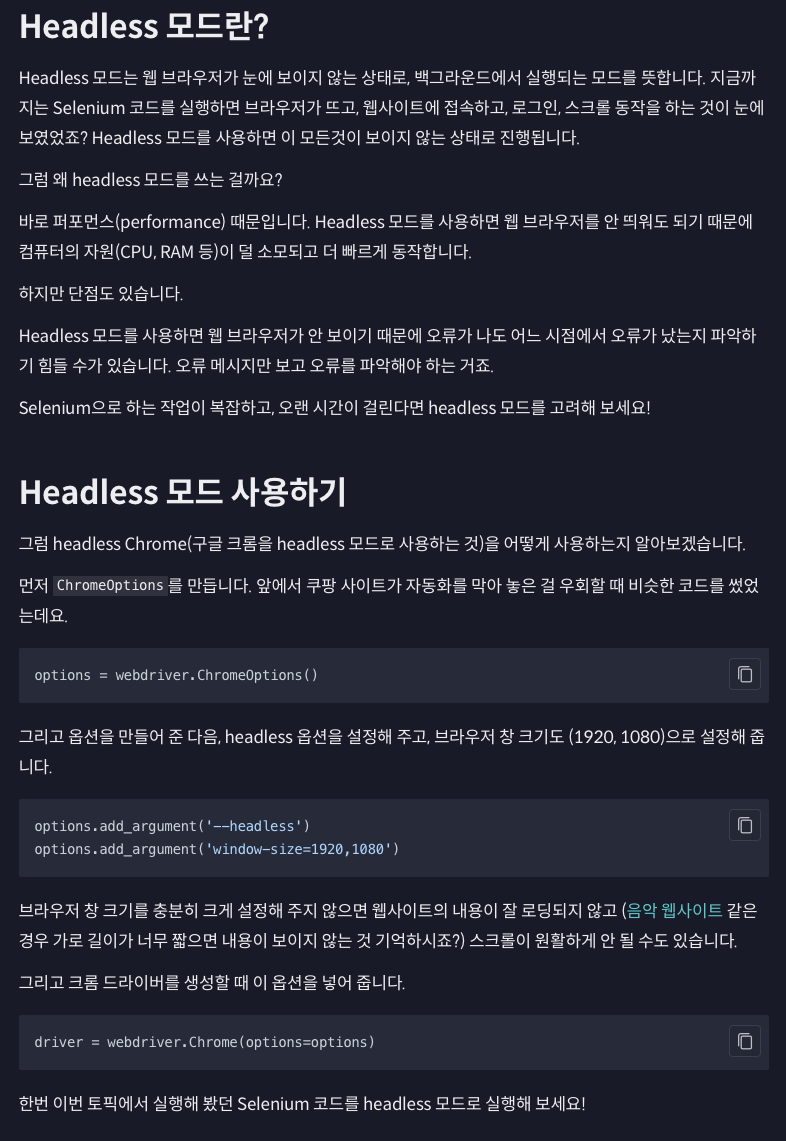 Headless 모드란?
Headless 모드는 웹 브라우저가 눈에 보이지 않는 상태로, 백그라운드에서 실행되는 모드를 뜻합니다. 지금까
지는 Selenium 코드를 실행하면 브라우저가 뜨고, 웹사이트에 접속하고, 로그인, 스크롤 동작을 하는 것이 눈에
보였었죠? Headless 모드를 사용하면 이 모든것이 보이지 않는 상태로 진행됩니다.
그럼 왜 headless 모드를 쓰는 걸까요?
바로 퍼포먼스(performance) 때문입니다. Headless 모드를 사용하면 웹 브라우저를 안 띄워도 되기 때문에
컴퓨터의 자원(CPU, RAM 등)이 덜 소모되고 더 빠르게 동작합니다.
하지만 단점도 있습니다.
Headless 모드를 사용하면 웹 브라우저가 안 보이기 때문에 오류가 나도 어느 시점에서 오류가 났는지 파악하
기 힘들 수가 있습니다. 오류 메시지만 보고 오류를 파악해야 하는 거죠.
Selenium으로 하는 작업이 복잡하고, 오랜 시간이 걸린다면 headless 모드를 고려해 보세요!
Headless 모드 사용하기
그럼 headless Chrome(구글 크롬을 headless 모드로 사용하는 것)을 어떻게 사용하는지 알아보겠습니다.
먼저 ChromeOptions를 만듭니다. 앞에서 쿠팡 사이트가 자동화를 막아 놓은 걸 우회할 때 비슷한 코드를 썼었
는데요.
options = webdriver.ChromeOptions()
그리고 옵션을 만들어 준 다음, headless 옵션을 설정해 주고, 브라우저 창 크기도 (1920, 1080)으로 설정해 줍
니다.
options.add_argument('--headless')
options.add_argument('window-size=1920,1080')
브라우저 창 크기를 충분히 크게 설정해 주지 않으면 웹사이트의 내용이 잘 로딩되지 않고 (음악 웹사이트 같은
경우 가로 길이가 너무 짧으면 내용이 보이지 않는 것 기억하시죠?) 스크롤이 원활하게 안 될 수도 있습니다.
그리고 크롬 드라이버를 생성할 때 이 옵션을 넣어 줍니다.
driver = webdriver.Chrome(options=options)
한번 이번 토픽에서 실행해 봤던 Selenium 코드를 headless 모드로 실행해 보세요!